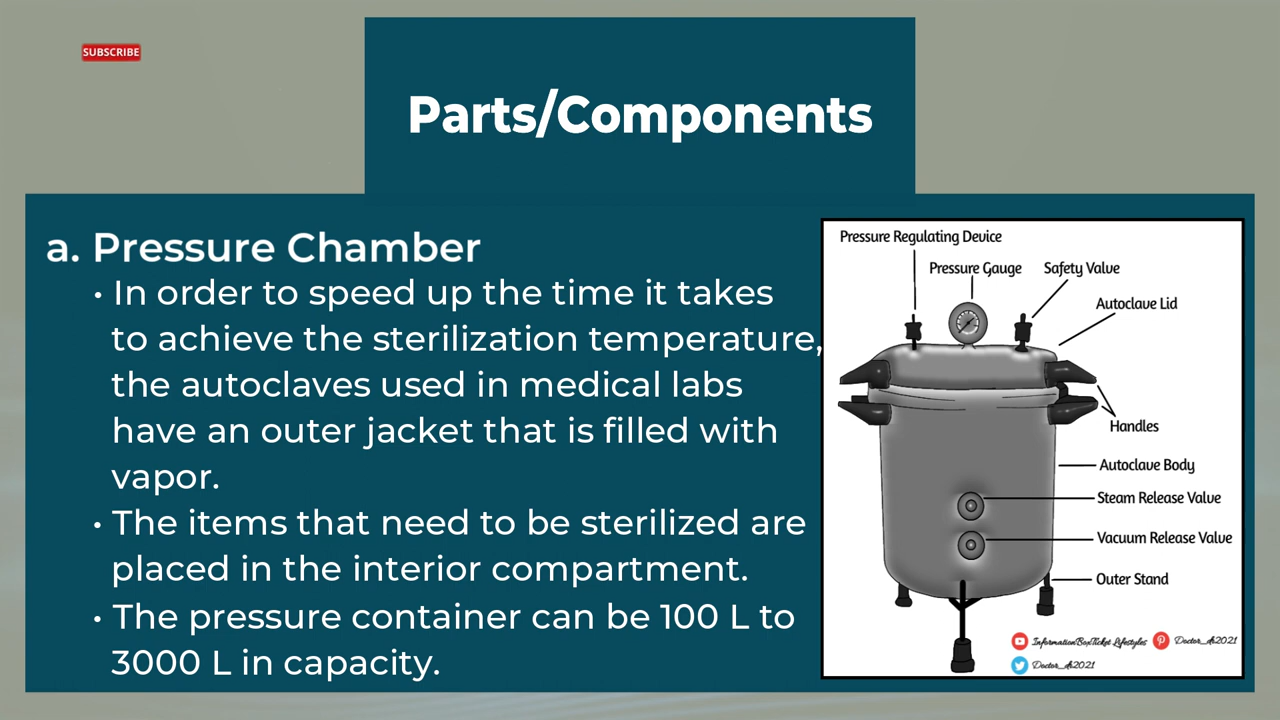 SUBSCRIBE
Parts/Components
a. Pressure Chamber
• In order to speed up the time it takes
to achieve the sterilization temperature,
the autoclaves used in medical labs
have an outer jacket that is filled with
vapor.
• The items that need to be sterilized are
placed in the interior compartment.
• The pressure container can be 100 L to
3000 L in capacity.
Pressure Regulating Device
Pressure Gauge
Safety Valve
Autoclave Lid
Handles
Autoclave Body
Steam Release Valve
Vacuum Release Valve
Outer Stand
InformationBoxTicket Lifestyles
Doctor_A2021
Doctor_A2021